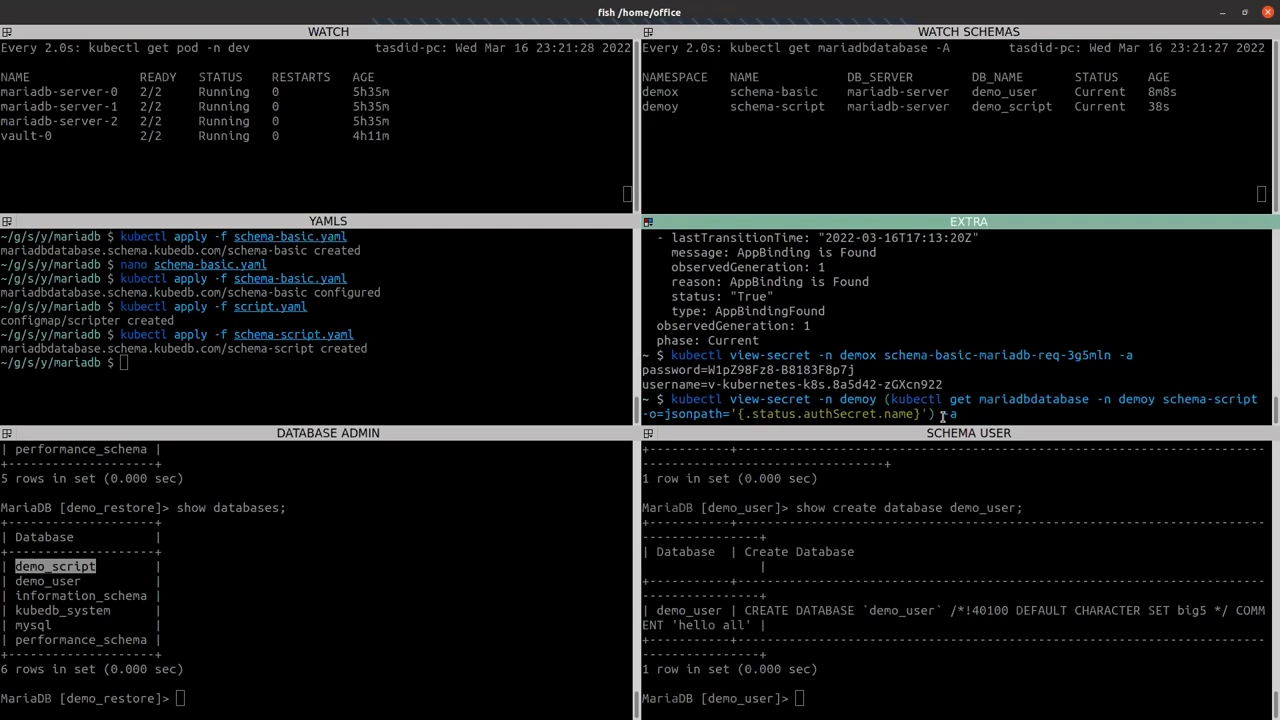 fish /home/office
WATCH
Every 2.0s: kubectl get pod -n dev tasdid-pc: Wed Mar 16 23:21:28 2022
NAME READY STATUS RESTARTS AGE
mariadb-server-0 2/2 Running 0 5h35m
mariadb-server-1 2/2 Running 0 5h35m
mariadb-server-2 2/2 Running 0 5h35m
vault-0 2/2 Running 0 4h11m
WATCH SCHEMAS
Every 2.0s: kubectl get mariadbdatabase -A tasdid-pc: Wed Mar 16 23:21:27 2022
NAMESPACE NAME DB_SERVER DB_NAME STATUS AGE
demox schema-basic mariadb-server demo_user Current 8m8s
demoy schema-script mariadb-server demo_script Current 38s
YAMLS
~/g/s/y/mariadb $ kubectl apply -f schema-basic.yaml
mariadbdatabase.schema.kubedb.com/schema-basic created
~/g/s/y/mariadb $ nano schema-basic.yaml
~/g/s/y/mariadb $ kubectl apply -f schema-basic.yaml
mariadbdatabase.schema.kubedb.com/schema-basic configured
~/g/s/y/mariadb $ kubectl apply -f script.yaml
configmap/scripter created
~/g/s/y/mariadb $ kubectl apply -f schema-script.yaml
mariadbdatabase.schema.kubedb.com/schema-script created
~/g/s/y/mariadb $
EXTRA
- lastTransitionTime: "2022-03-16T17:13:20Z"
message: AppBinding is Found
observedGeneration: 1
reason: AppBinding is Found
status: "True"
type: AppBindingFound
observedGeneration: 1
phase: Current
~ $ kubectl view-secret -n demox schema-basic-mariadb-req-3g5mln -a
password=W1pZ98Fz8-B8183F8p7j
username=v-kubernetes-k8s.8a5d42-zGXcn922
~ $ kubectl view-secret -n demoy (kubectl get mariadbdatabase -n demoy schema-script
-o=jsonpath='{.status.authSecret.name}') -a
DATABASE ADMIN
| performance_schema |
+--------------------+
5 rows in set (0.000 sec)
MariaDB [demo_restore]> show databases;
+--------------------+
| Database |
+--------------------+
| demo_script |
| demo_user |
| information_schema |
| kubedb_system |
| mysql |
| performance_schema |
+--------------------+
6 rows in set (0.000 sec)
MariaDB [demo_restore]>
SCHEMA USER
+-----------+------------------------------------------------------------------------
---------------------------------+
1 row in set (0.000 sec)
MariaDB [demo_user]> show create database demo_user;
+-----------+------------------------------------------------------------------------
----------------+
| Database | Create Database
|
+-----------+------------------------------------------------------------------------
----------------+
| demo_user | CREATE DATABASE `demo_user` /*!40100 DEFAULT CHARACTER SET big5 */ COMM
ENT 'hello all' |
+-----------+------------------------------------------------------------------------
----------------+
1 row in set (0.000 sec)
MariaDB [demo_user]>